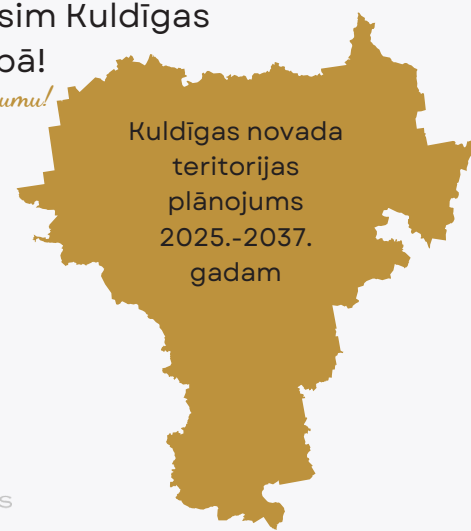 sim Kuldīgas
pā!
umu!
Kuldīgas novada
teritorijas
plānojums
2025.-2037.
gadam
s